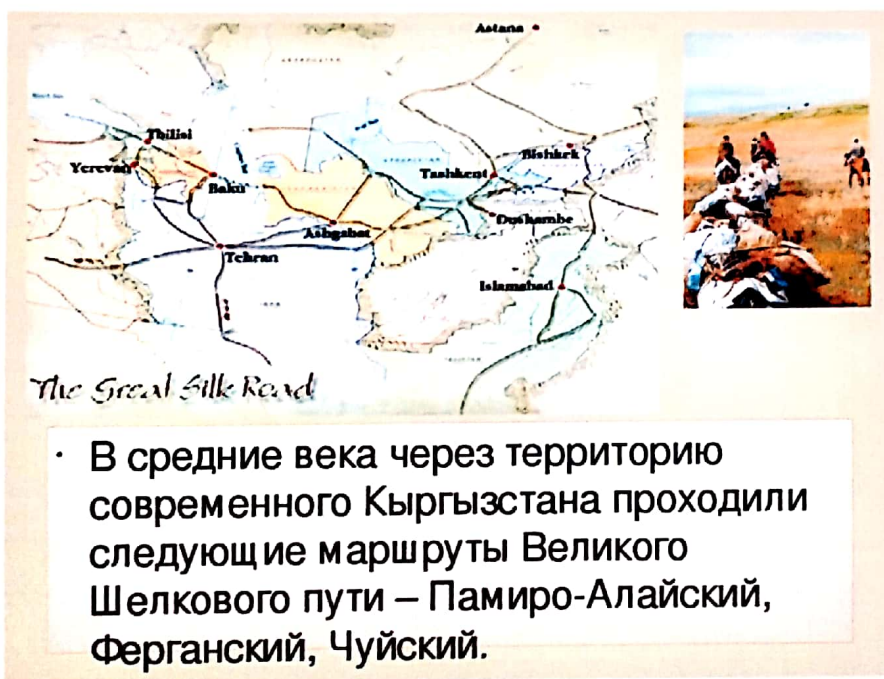 Astana
Tbilisi
Yerevan
Baku
Bishkek
Tashkent
Dushambe
Ashgabat
Tehran
Islamabad
The Great Silk Road
· В средние века через территорию
современного Кыргызстана проходили
следующие маршруты Великого
Шелкового пути – Памиро-Алайский,
Ферганский, Чуйский.